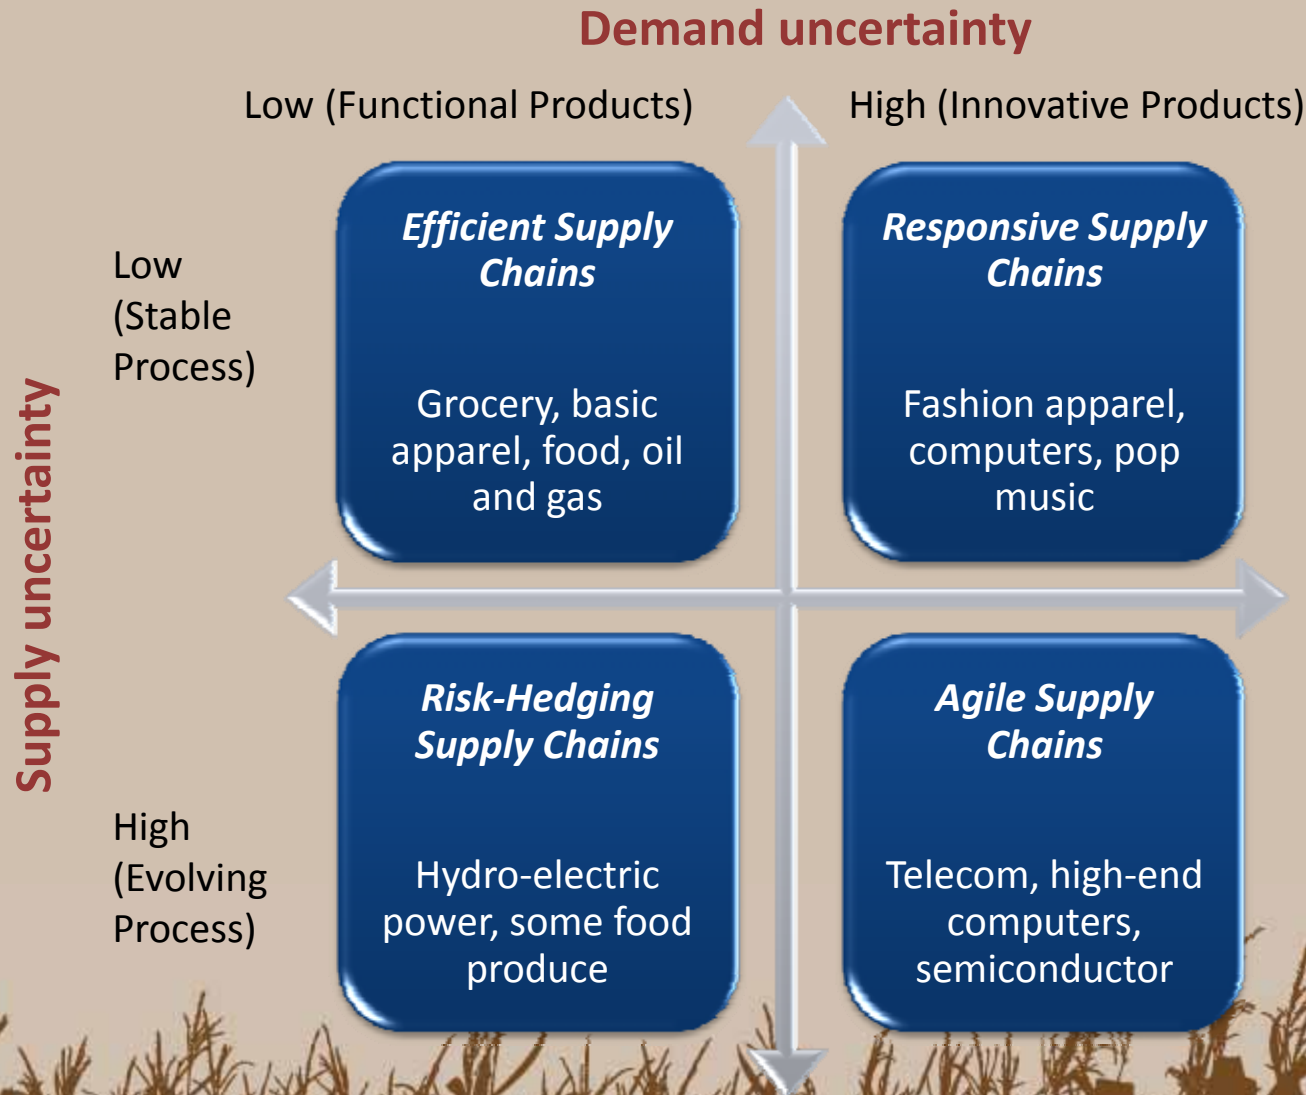 Demand uncertainty
Low (Functional Products)
High (Innovative Products)
Supply uncertainty
Low
(Stable
Process)
Efficient Supply
Chains
Grocery, basic
apparel, food, oil
and gas
Responsive Supply
Chains
Fashion apparel,
computers, pop
music
High
(Evolving
Process)
Risk-Hedging
Supply Chains
Hydro-electric
power, some food
produce
Agile Supply
Chains
Telecom, high-end
computers,
semiconductor